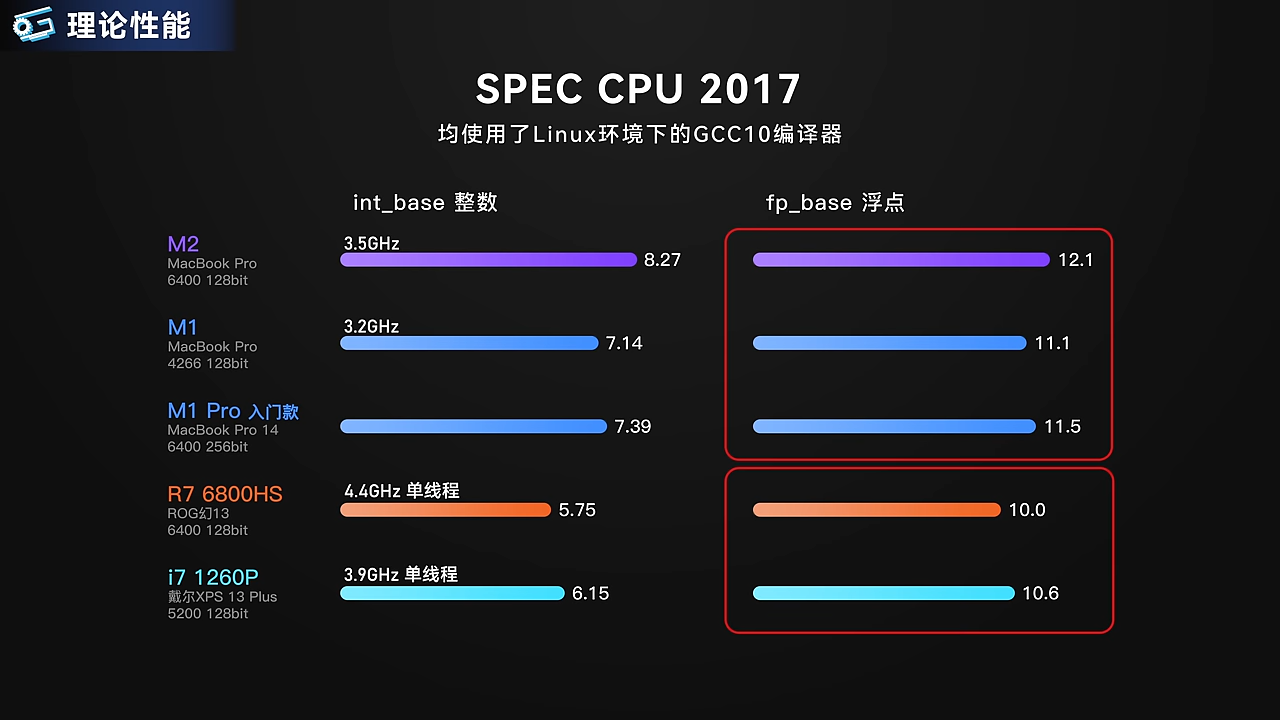 理论性能
SPEC CPU 2017
均使用了Linux环境下的GCC10编译器
int_base 整数
fp_base 浮点
M2
MacBook Pro
6400 128bit
3.5GHz
8.27
12.1
M1
MacBook Pro
4266 128bit
3.2GHz
7.14
11.1
M1 Pro 入门款
MacBook Pro 14
6400 256bit
7.39
11.5
R7 6800HS
ROG幻13
6400 128bit
4.4GHz 单线程
5.75
10.0
i7 1260P
戴尔XPS 13 Plus
5200 128bit
3.9GHz 单线程
6.15
10.6